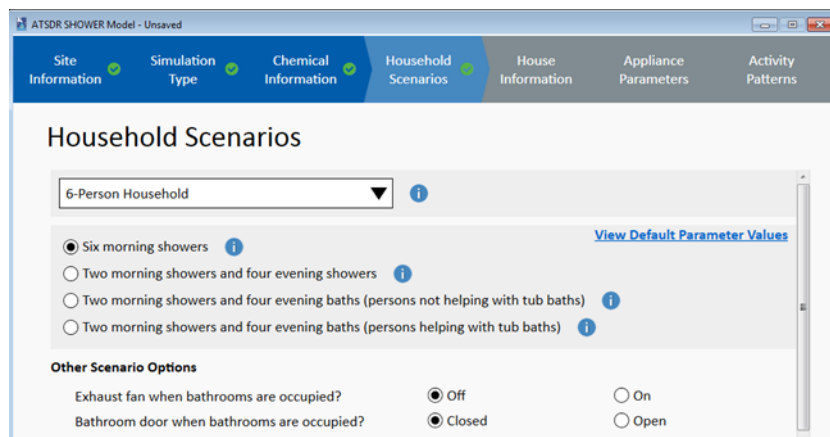 ATSDR SHOWER Model - Unsaved
Site Information
Simulation Type
Chemical Information
Household Scenarios
House Information
Appliance Parameters
Activity Patterns
Household Scenarios
6-Person Household
View Default Parameter Values
Six morning showers
Two morning showers and four evening showers
Two morning showers and four evening baths (persons not helping with tub baths)
Two morning showers and four evening baths (persons helping with tub baths)
Other Scenario Options
Exhaust fan when bathrooms are occupied? Off On
Bathroom door when bathrooms are occupied? Closed Open